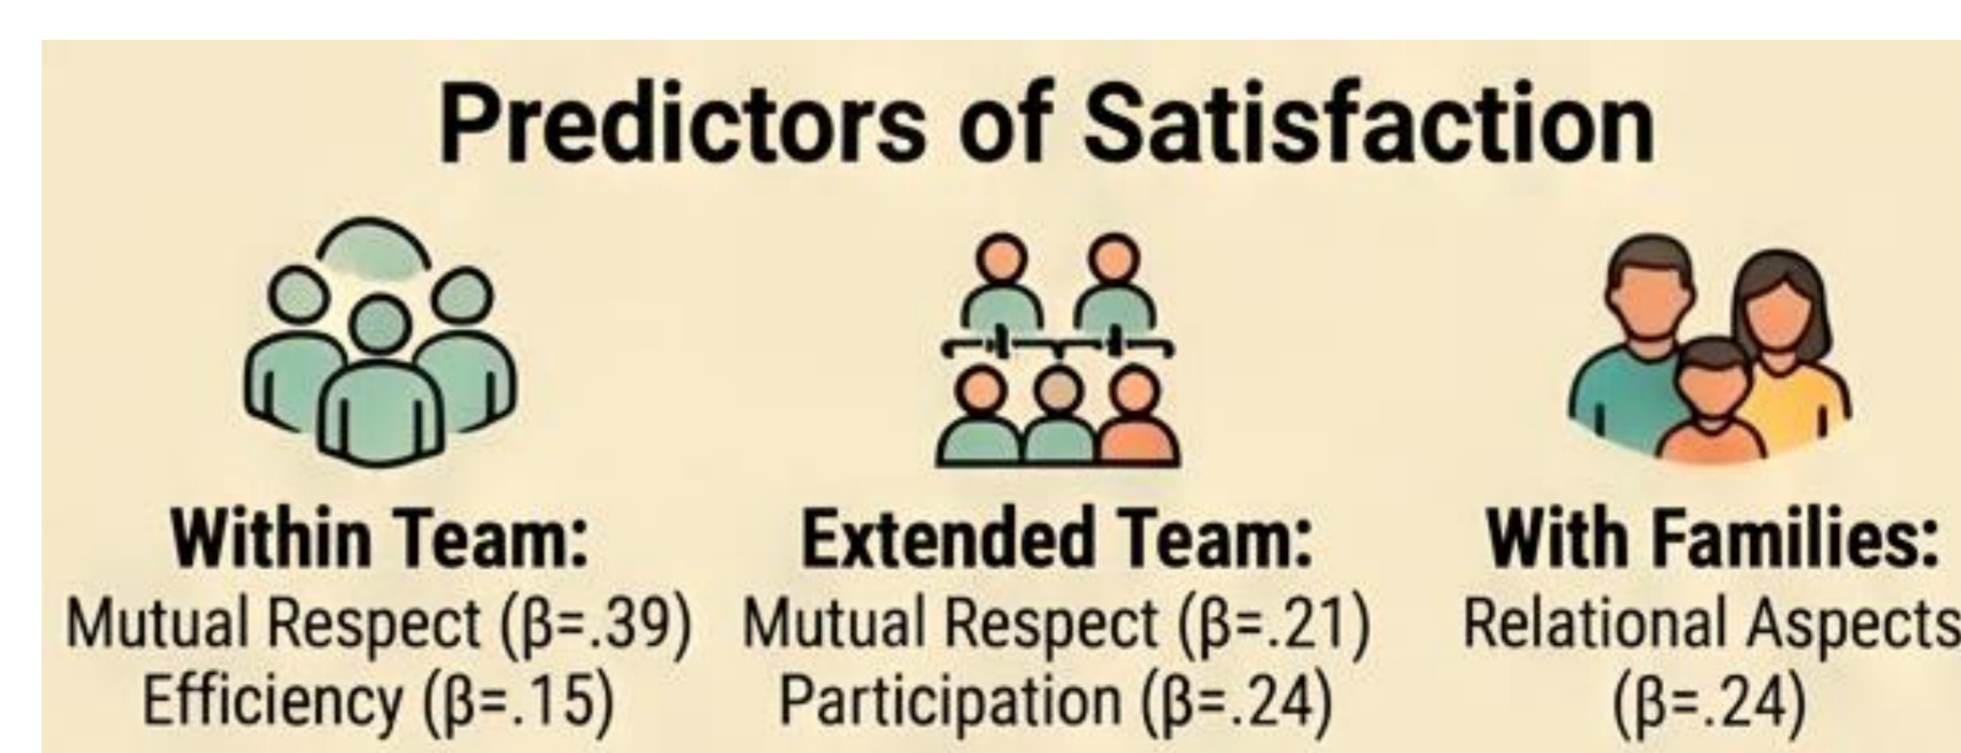 Predictors of Satisfaction
Within Team:
Mutual Respect (β=.39)
Efficiency (β=.15)
Extended Team:
Mutual Respect (β=.21)
Participation (β=.24)
With Families:
Relational Aspects
(β=.24)